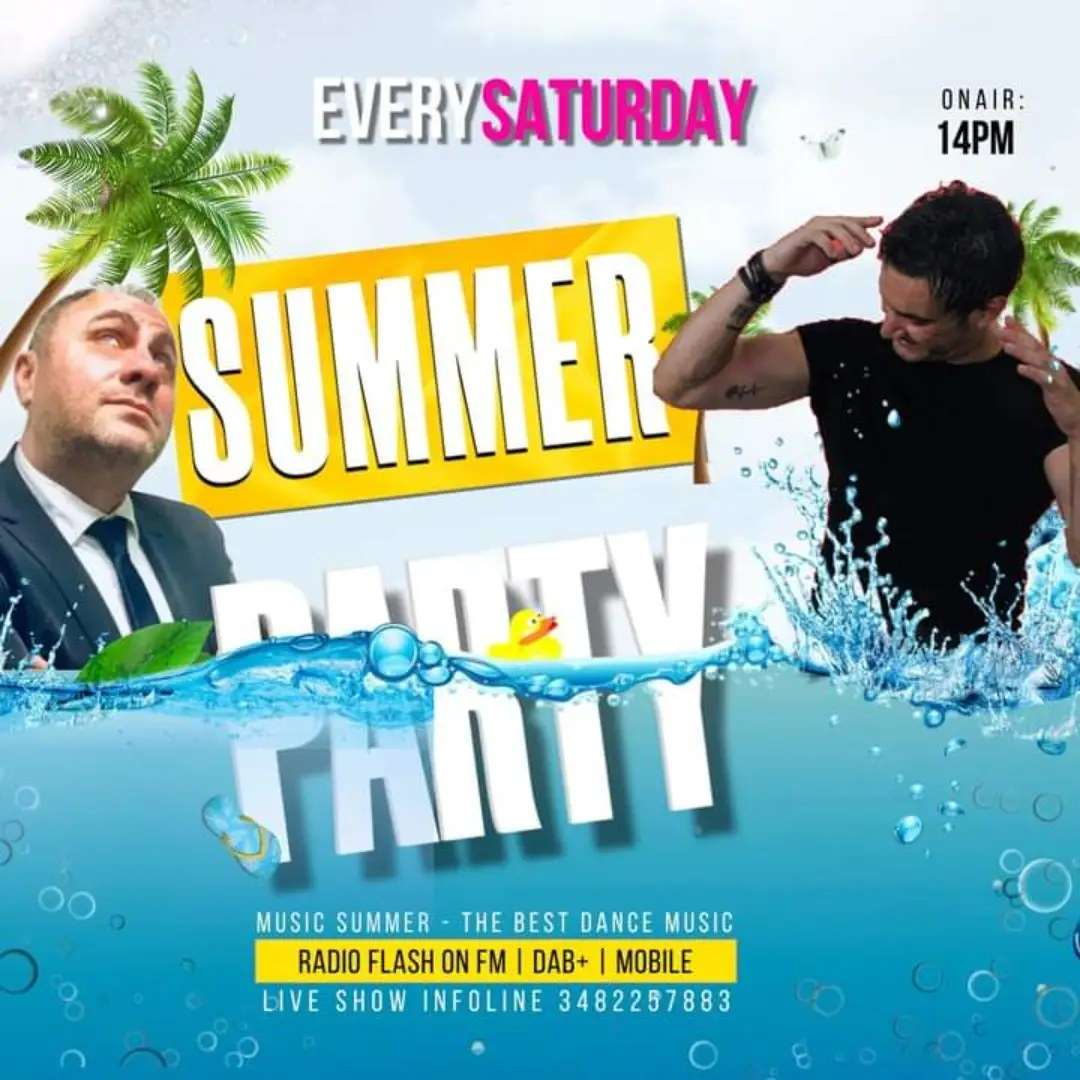 EVERYSATURDAY
ONAIR:
14PM
SUMMER
PARTY
MUSIC SUMMER - THE BEST DANCE MUSIC
RADIO FLASH ON FM | DAB+ | MOBILE
LIVE SHOW INFOLINE 3482257883